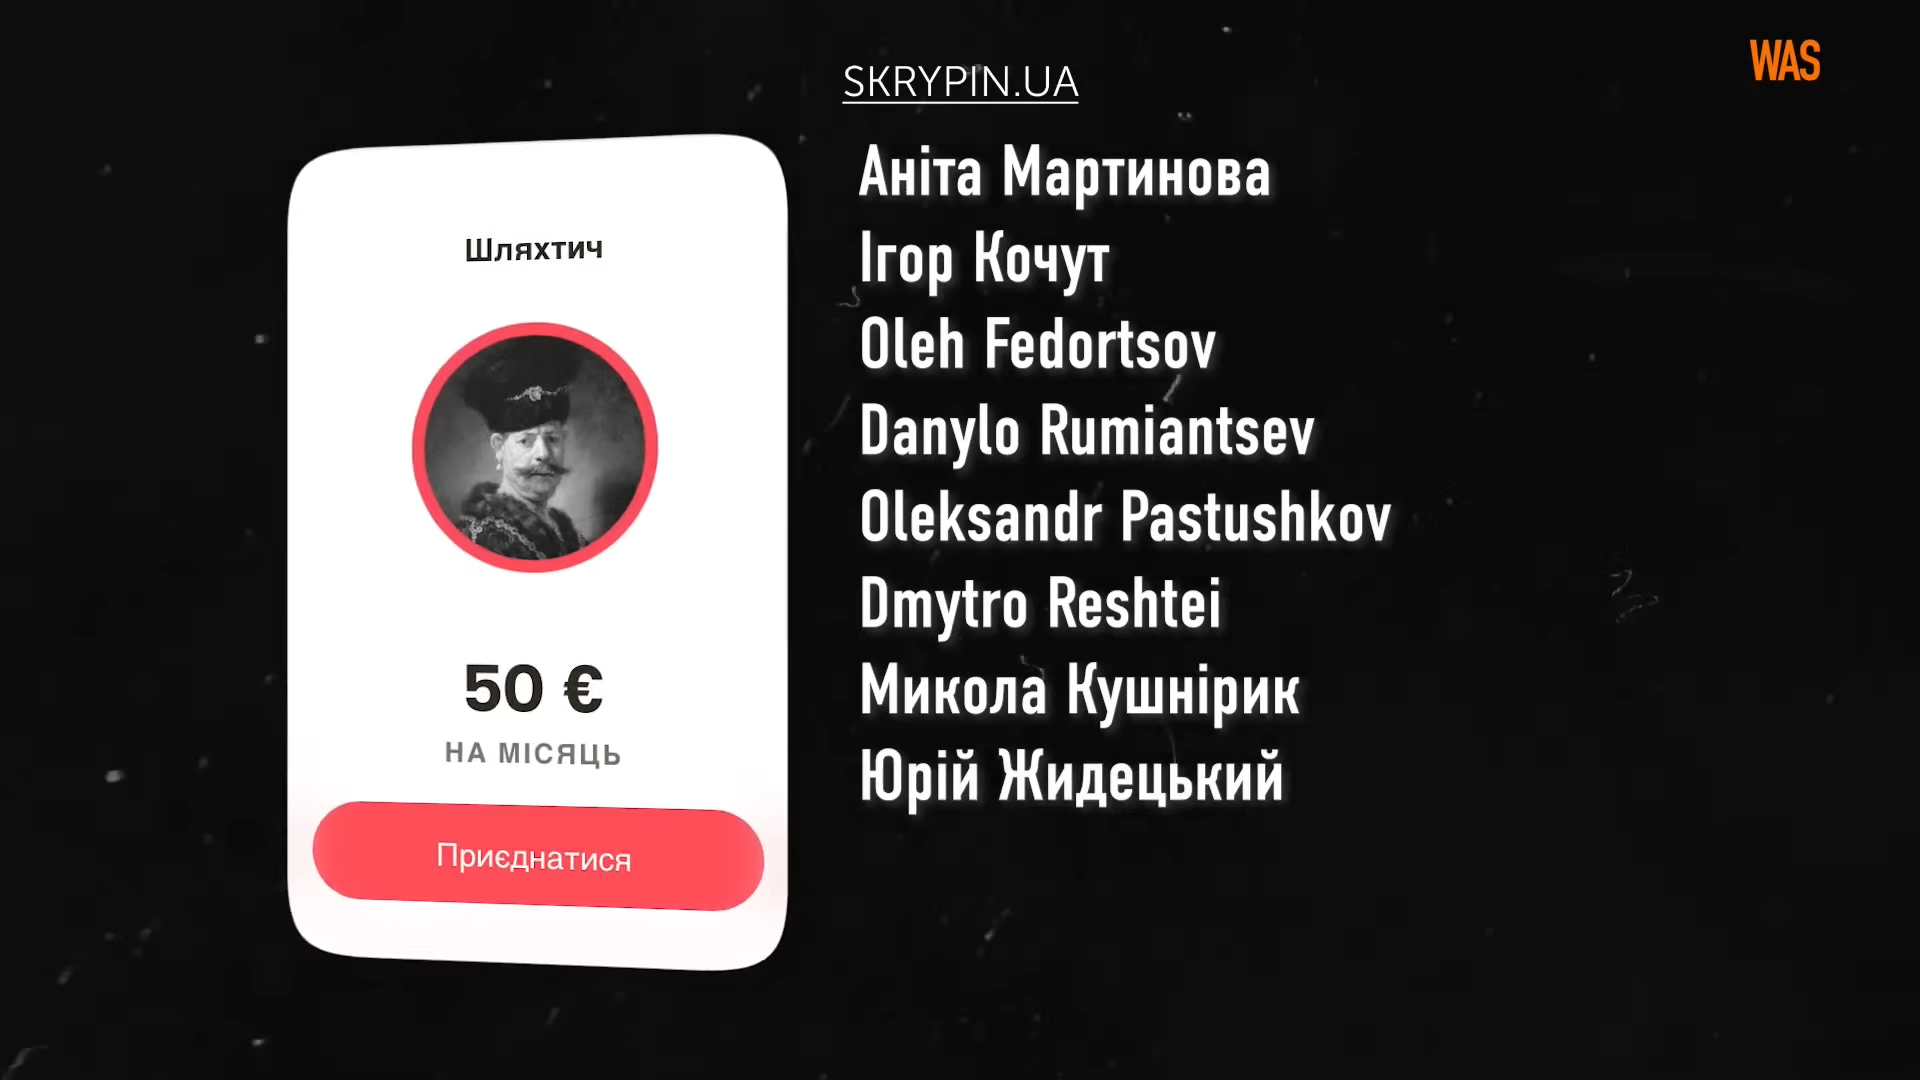 SKRYPIN.UA
WAS
Шляхтич
50 €
НА МІСЯЦЬ
Приєднатися
Аніта Мартинова
Ігор Кочут
Oleh Fedortsov
Danylo Rumiantsev
Oleksandr Pastushkov
Dmytro Reshtei
Микола Кушнірик
Юрій Жидецький